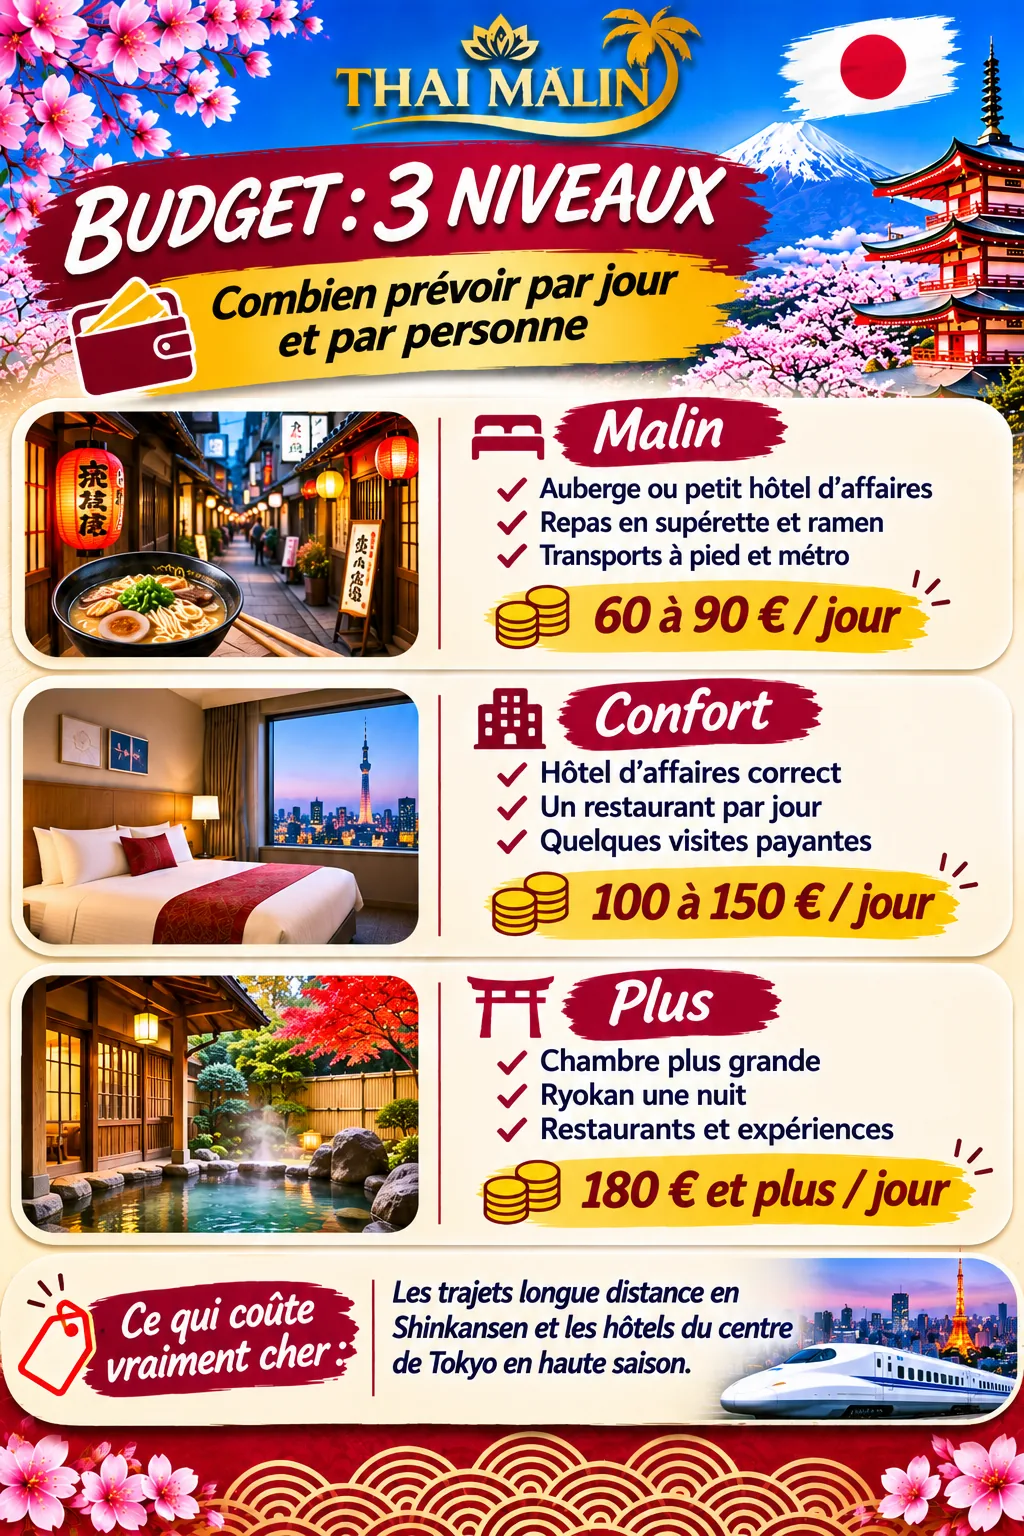 THAI MALIN
BUDGET : 3 NIVEAUX
Combien prévoir par jour
et par personne
Malin
Auberge ou petit hôtel d'affaires
Repas en supérette et ramen
Transports à pied et métro
60 à 90 € / jour
Confort
Hôtel d'affaires correct
Un restaurant par jour
Quelques visites payantes
100 à 150 € / jour
Plus
Chambre plus grande
Ryokan une nuit
Restaurants et expériences
180 € et plus / jour
Ce qui coûte
vraiment cher :
Les trajets longue distance en
Shinkansen et les hôtels du centre
de Tokyo en haute saison.